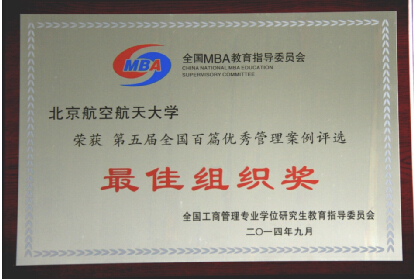 MBA
全国MBA教育指导委员会
CHINA NATIONAL MBA EDUCATION
SUPERVISORY COMMITTEE
北京航空航天大学
荣获 第五届全国百篇优秀管理案例评选
最佳组织奖
全国工商管理专业学位研究生教育指导委员会
二〇一四年九月